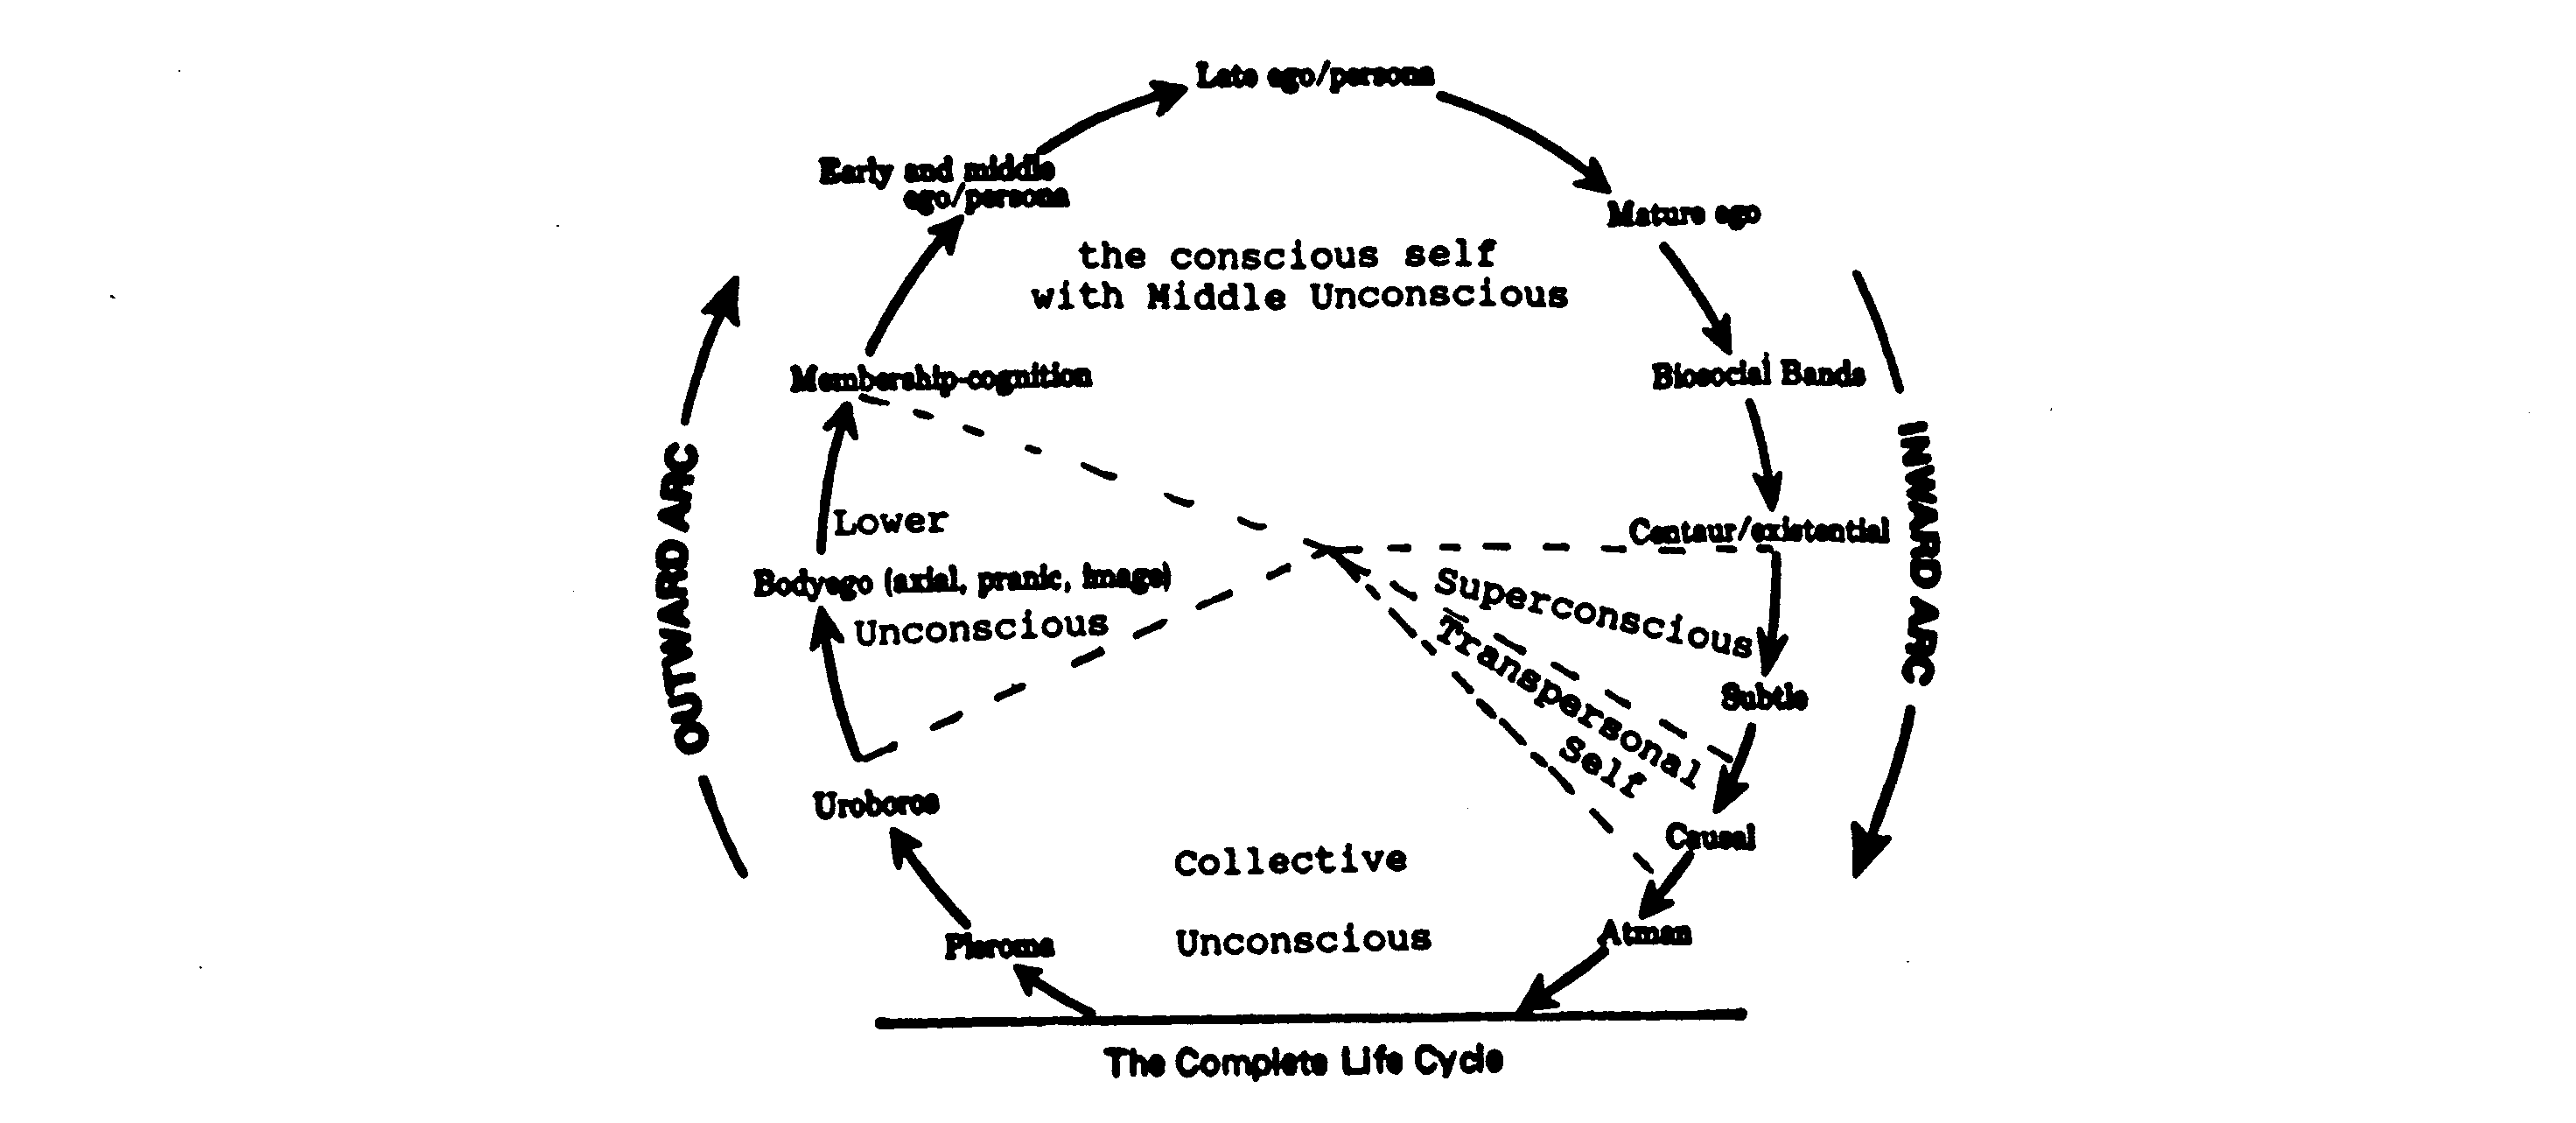 Late ego/persona
Early and middle
ego/persona
Mature ego
the conscious self
with Middle Unconscious
Membership-cognition
Biosocial Bands
OUTWARD ARC
INWARD ARC
Lower
Centaur/existential
Bodyego (axial, pranic, image)
Unconscious
Superconscious
Transpersonal
Self
Subtle
Uroboros
Causal
Collective
Unconscious
Pleroma
Atman
The Complete Life Cycle